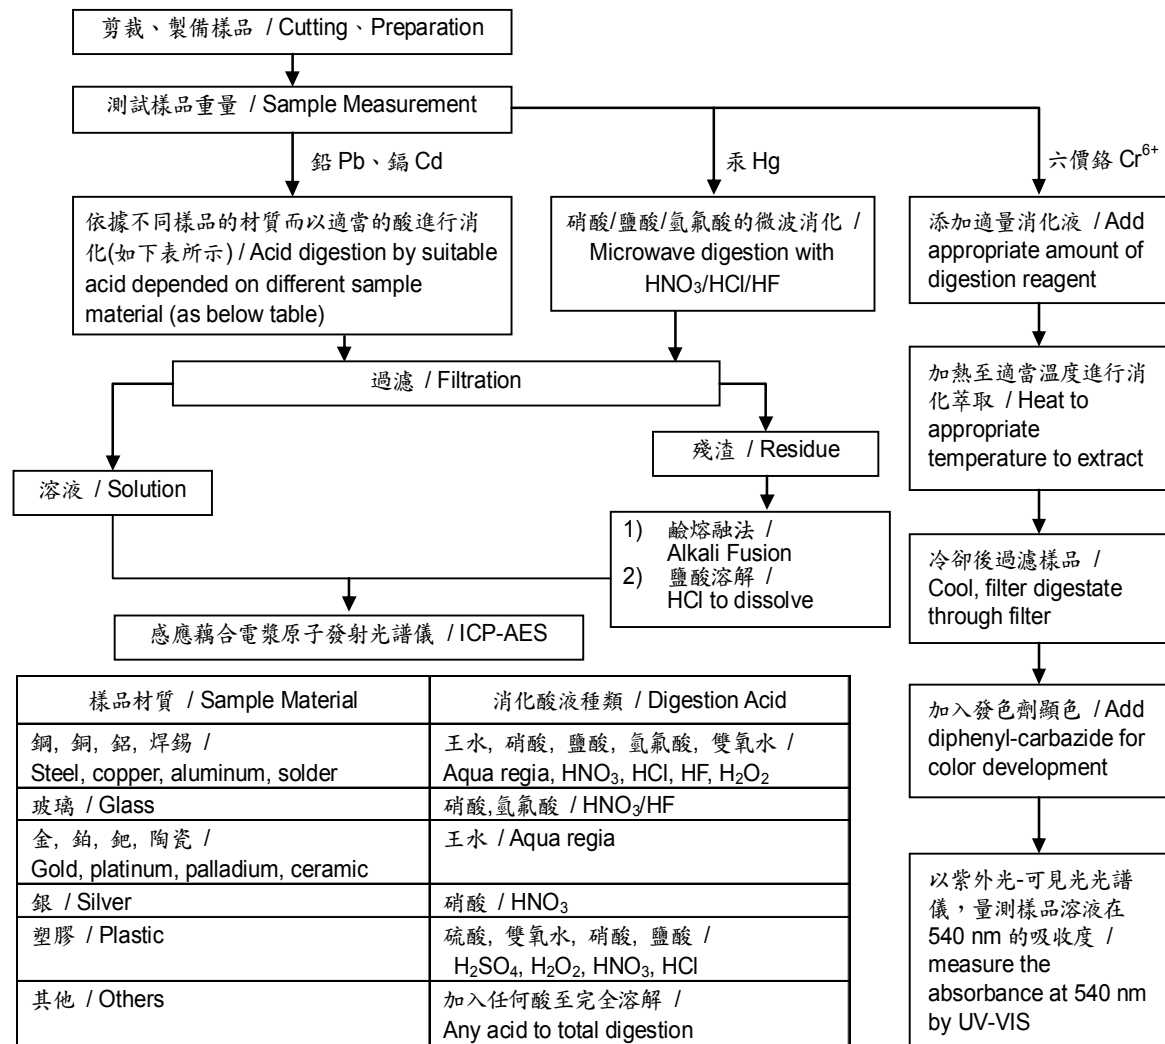 剪裁、製備樣品 / Cutting、Preparation
測試樣品重量 / Sample Measurement
鉛 Pb、鎘 Cd
汞 Hg
六價鉻 Cr⁶⁺
依據不同樣品的材質而以適當的酸進行消
化(如下表所示) / Acid digestion by suitable
acid depended on different sample
material (as below table)
硝酸/鹽酸/氫氟酸的微波消化 /
Microwave digestion with
HNO₃/HCl/HF
添加適量消化液 / Add
appropriate amount of
digestion reagent
過濾 / Filtration
加熱至適當溫度進行消
化萃取 / Heat to
appropriate
temperature to extract
溶液 / Solution
殘渣 / Residue
1) 鹼熔融法 /
Alkali Fusion
2) 鹽酸溶解 /
HCl to dissolve
冷卻後過濾樣品 /
Cool, filter digestate
through filter
感應藕合電漿原子發射光譜儀 / ICP-AES
加入發色劑顯色 / Add
diphenyl-carbazide for
color development
以紫外光-可見光光譜
儀，量測樣品溶液在
540 nm 的吸收度 /
measure the
absorbance at 540 nm
by UV-VIS
樣品材質 / Sample Material
消化酸液種類 / Digestion Acid
鋼, 銅, 鋁, 焊錫 /
Steel, copper, aluminum, solder
王水, 硝酸, 鹽酸, 氫氟酸, 雙氧水 /
Aqua regia, HNO₃, HCl, HF, H₂O₂
玻璃 / Glass
硝酸,氫氟酸 / HNO₃/HF
金, 鉑, 鈀, 陶瓷 /
Gold, platinum, palladium, ceramic
王水 / Aqua regia
銀 / Silver
硝酸 / HNO₃
塑膠 / Plastic
硫酸, 雙氧水, 硝酸, 鹽酸 /
H₂SO₄, H₂O₂, HNO₃, HCl
其他 / Others
加入任何酸至完全溶解 /
Any acid to total digestion